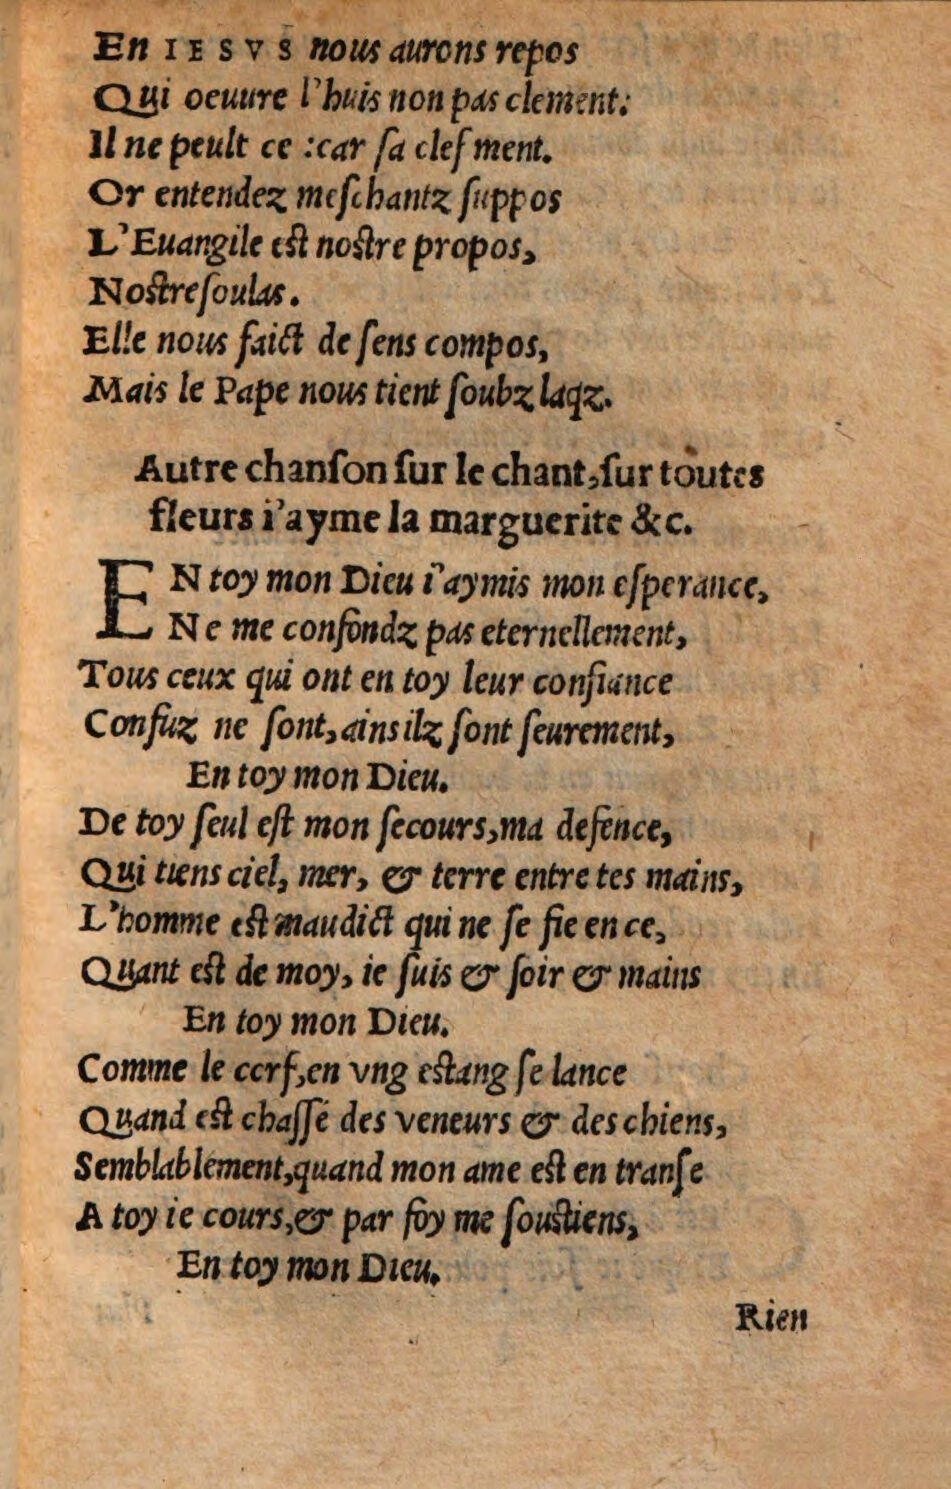 En IESVS nous aurons repos
Qui oeuure l'huis non pas clement:
Il ne peult ce :car ſa clef ment.
Or entendez meſchantz ſuppos
L'Euangile eſt noſtre propos,
Noſtre ſoulas.
Elle nous faict de ſens compos,
Mais le Pape nous tient ſoubz laqz.
Autre chanſon ſur le chant, ſur toutes
fleurs i'ayme la marguerite &c.
EN toy mon Dieu i'aymis mon eſperance,
Ne me confondz pas eternellement,
Tous ceux qui ont en toy leur confiance
Confuz ne ſont, ains ilz ſont ſeurement,
En toy mon Dieu.
De toy ſeul eſt mon ſecours, ma defence,
Qui tiens ciel, mer, & terre entre tes mains,
L'homme eſt maudict qui ne ſe fie en ce,
Quant eſt de moy, ie ſuis & ſoir & mains
En toy mon Dieu.
Comme le cerf, en vng eſtang ſe lance
Quand eſt chaſſé des veneurs & des chiens,
Semblablement, quand mon ame eſt en tranſe
A toy ie cours, & par foy me ſouſtiens,
En toy mon Dieu.
Rien